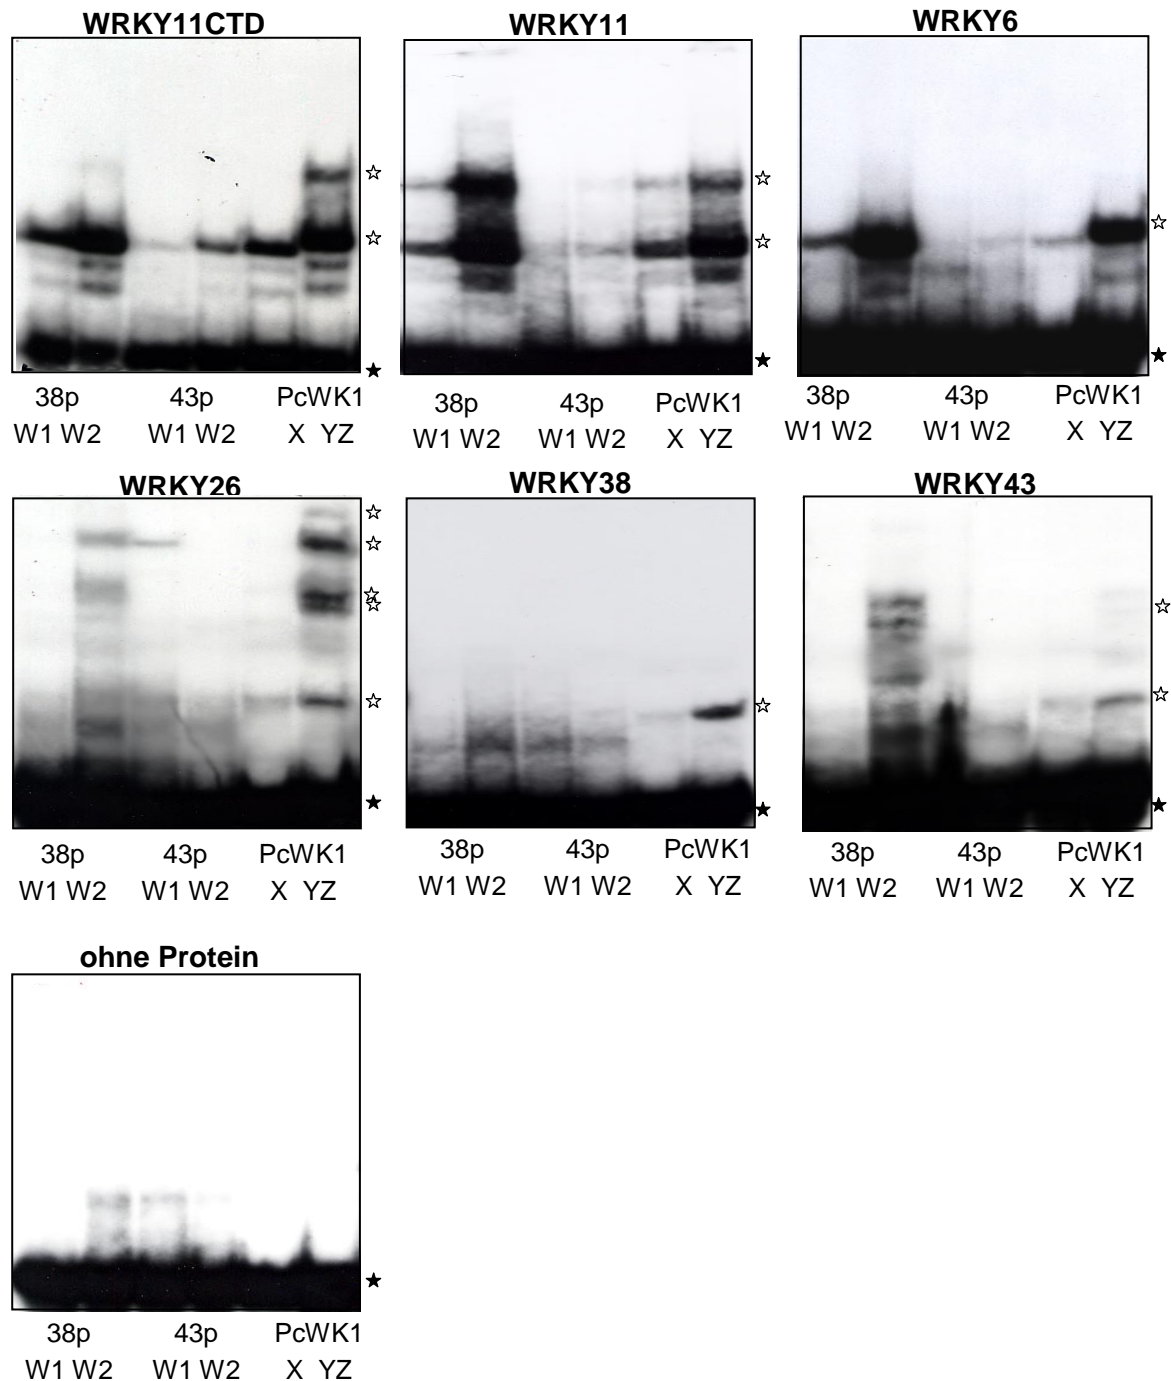 WRKY11CTD
WRKY11
WRKY6
38p 43p PcWK1
W1 W2 W1 W2 X YZ
38p 43p PcWK1
W1 W2 W1 W2 X YZ
38p 43p PcWK1
W1 W2 W1 W2 X YZ
WRKY26
WRKY38
WRKY43
38p 43p PcWK1
W1 W2 W1 W2 X YZ
38p 43p PcWK1
W1 W2 W1 W2 X YZ
38p 43p PcWK1
W1 W2 W1 W2 X YZ
ohne Protein
38p 43p PcWK1
W1 W2 W1 W2 X YZ